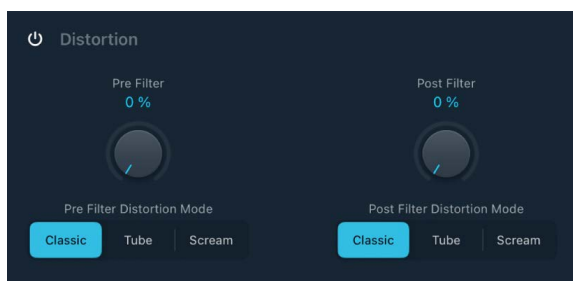 Distortion
Pre Filter
0 %
Post Filter
0 %
Pre Filter Distortion Mode
Classic Tube Scream
Post Filter Distortion Mode
Classic Tube Scream